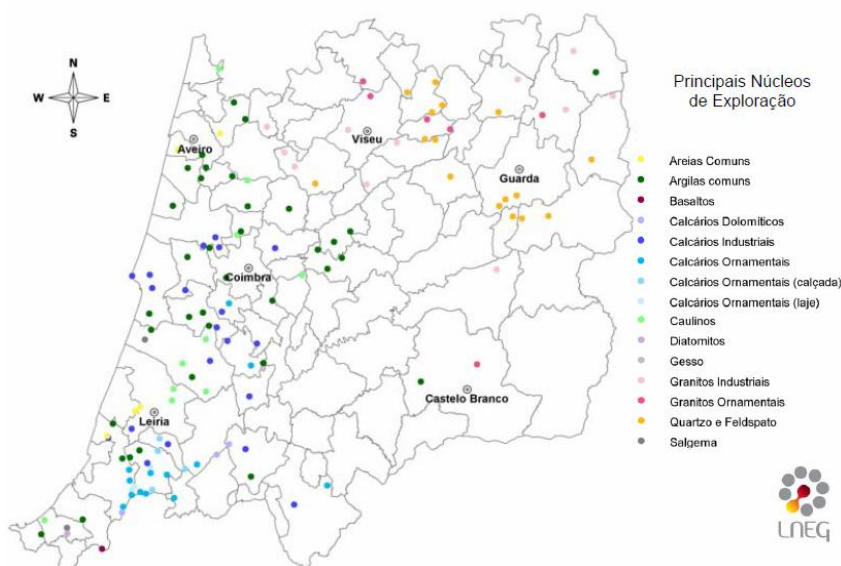 Principais Núcleos
de Exploração
N
W E
S
Aveiro
Viseu
Guarda
Coimbra
Castelo Branco
Leiria
Areias Comuns
Argilas comuns
Basaltos
Calcários Dolomíticos
Calcários Industriais
Calcários Ornamentais
Calcários Ornamentais (calçada)
Calcários Ornamentais (laje)
Caulinos
Diatomitos
Gesso
Granitos Industriais
Granitos Ornamentais
Quartzo e Feldspato
Salgema
LNEG